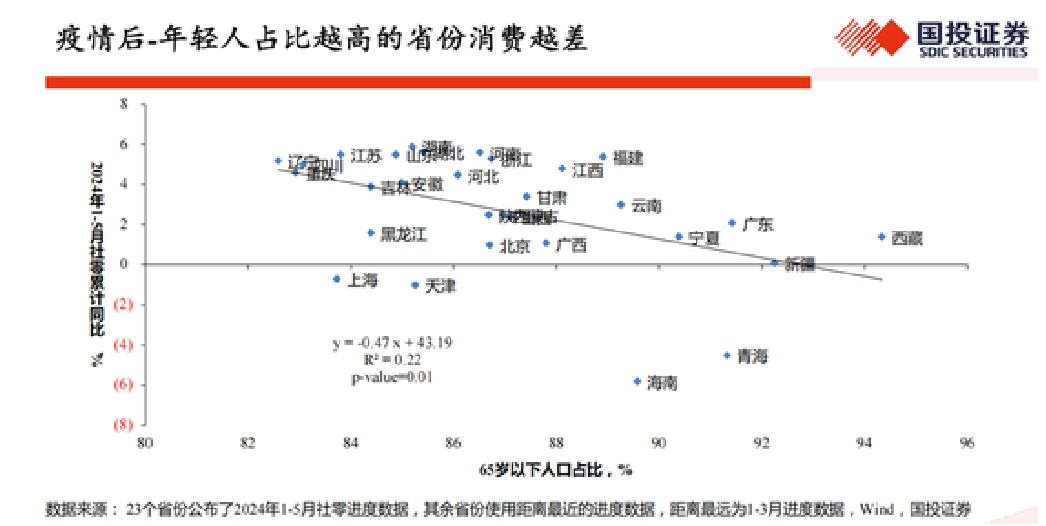 疫情后-年轻人占比越高的省份消费越差
国投证券
SDIC SECURITIES
2024年1-5月社零累计同比 %
8
6
4
2
0
(2)
(4)
(6)
(8)
辽宁
四川
重庆
江苏
山东
湖南
河南
浙江
福建
江西
吉林
安徽
河北
甘肃
云南
广东
黑龙江
北京
广西
宁夏
西藏
新疆
上海
天津
青海
海南
y = -0.47 x + 43.19
R² = 0.22
p-value=0.01
80 82 84 86 88 90 92 94 96
65岁以下人口占比，%
数据来源：23个省份公布了2024年1-5月社零进度数据，其余省份使用距离最近的进度数据，距离最远为1-3月进度数据，Wind，国投证券